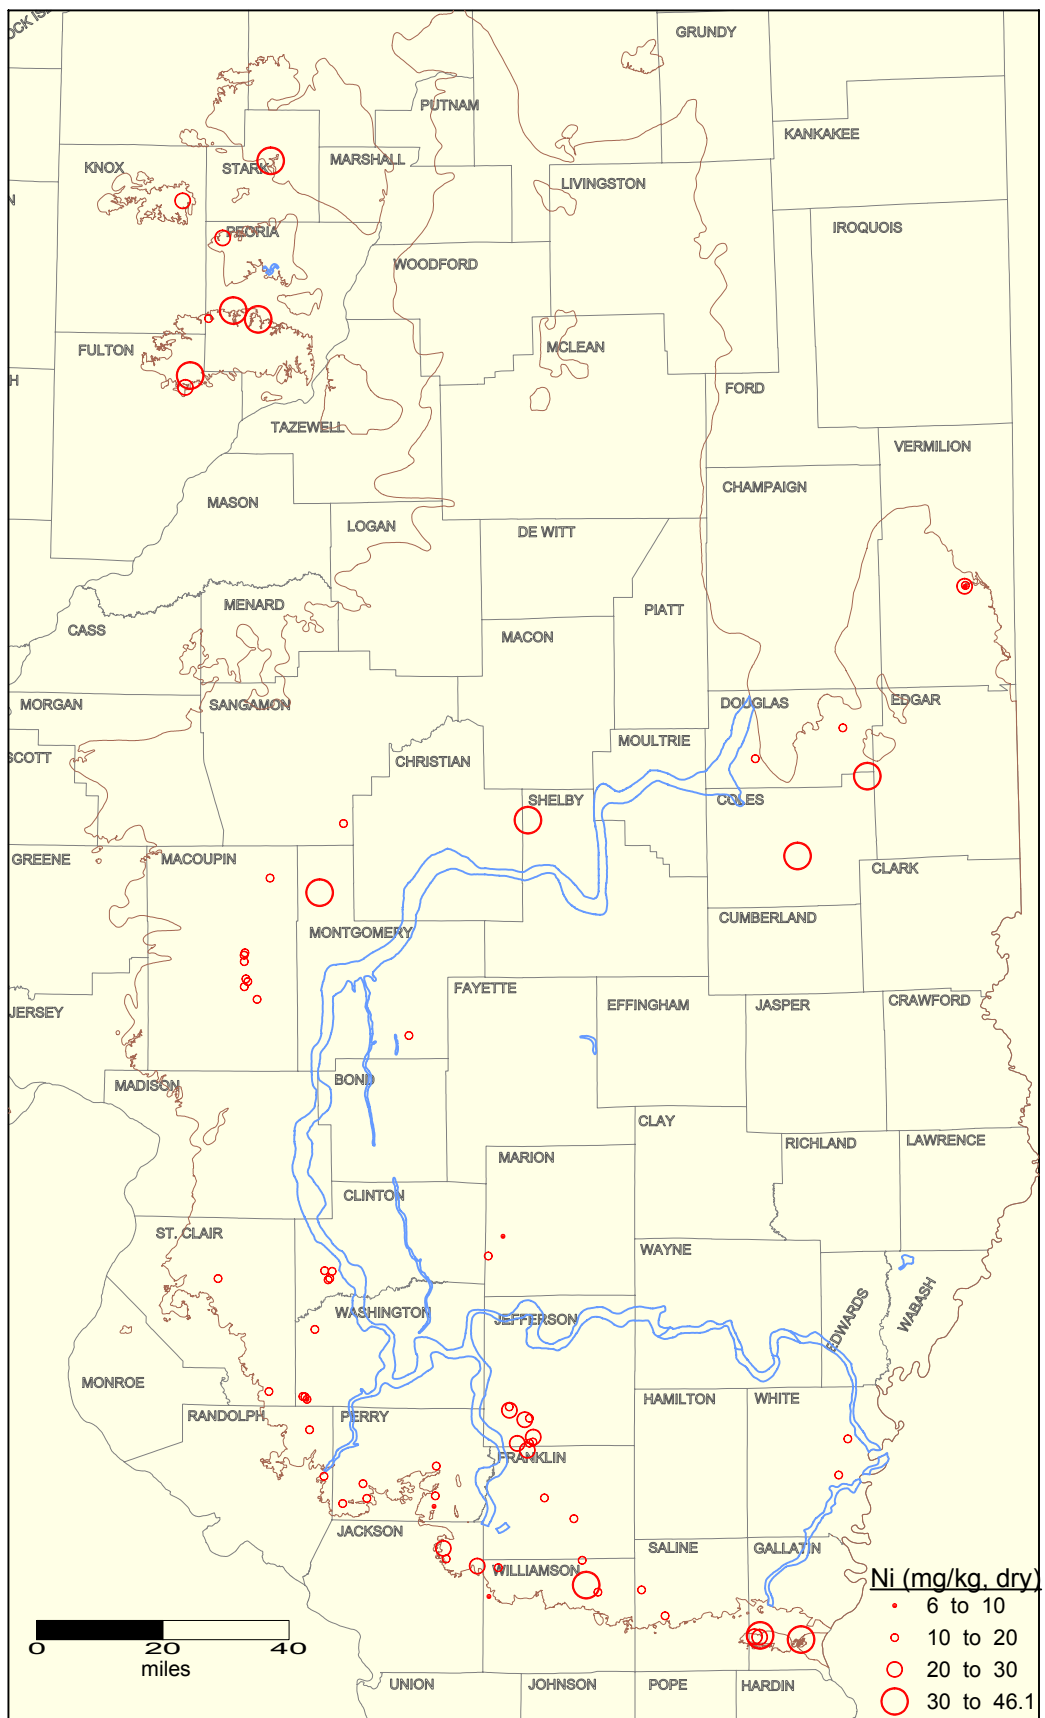 OCK IS
GRUNDY
PUTNAM
KANKAKEE
KNOX
STARK
MARSHALL
LIVINGSTON
N
IROQUOIS
PEORIA
WOODFORD
FULTON
MCLEAN
H
FORD
TAZEWELL
VERMILION
CHAMPAIGN
MASON
LOGAN
DE WITT
MENARD
PIATT
CASS
MACON
MORGAN
SANGAMON
DOUGLAS
EDGAR
MOULTRIE
SCOTT
CHRISTIAN
SHELBY
COLES
GREENE
MACOUPIN
CLARK
CUMBERLAND
MONTGOMERY
FAYETTE
EFFINGHAM
JASPER
CRAWFORD
JERSEY
BOND
MADISON
CLAY
RICHLAND
LAWRENCE
MARION
CLINTON
ST. CLAIR
WAYNE
EDWARDS
WABASH
WASHINGTON
JEFFERSON
MONROE
HAMILTON
WHITE
RANDOLPH
PERRY
FRANKLIN
JACKSON
SALINE
GALLATIN
WILLIAMSON
Ni (mg/kg, dry)
6 to 10
10 to 20
20 to 30
30 to 46.1
0 20 40
miles
UNION
JOHNSON
POPE
HARDIN